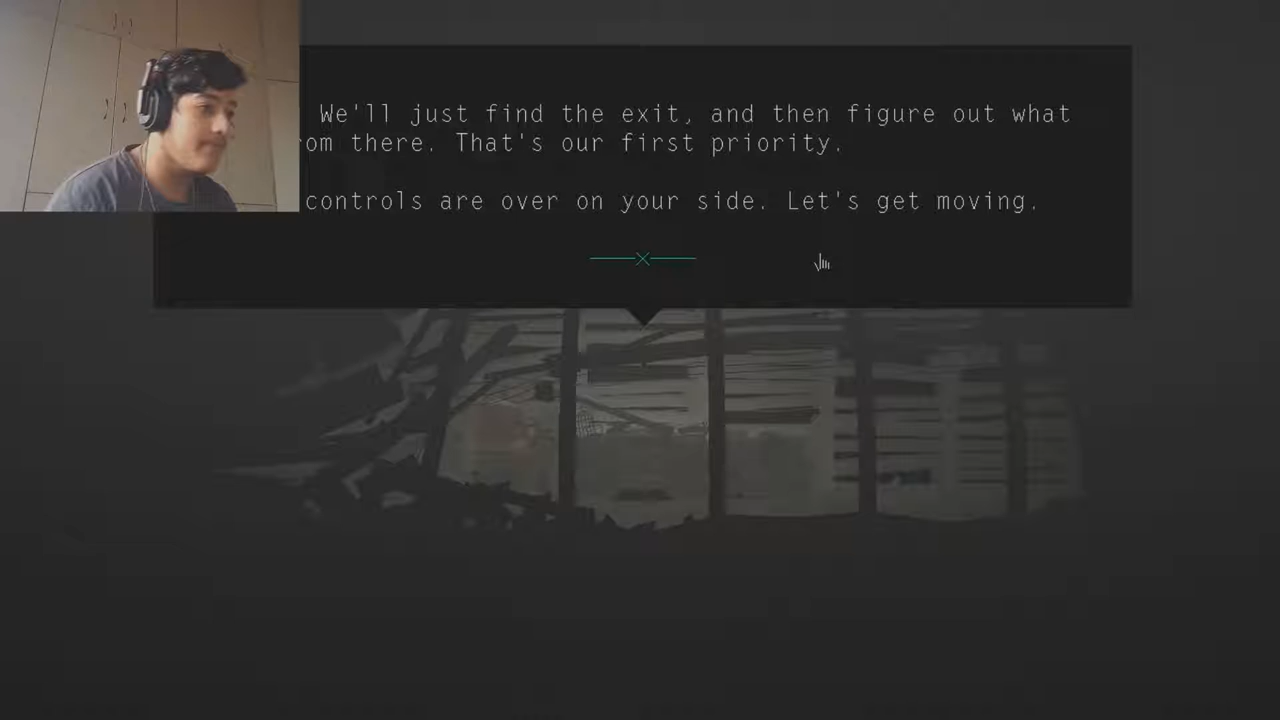 We'll just find the exit, and then figure out what
om there. That's our first priority.
controls are over on your side. Let's get moving.